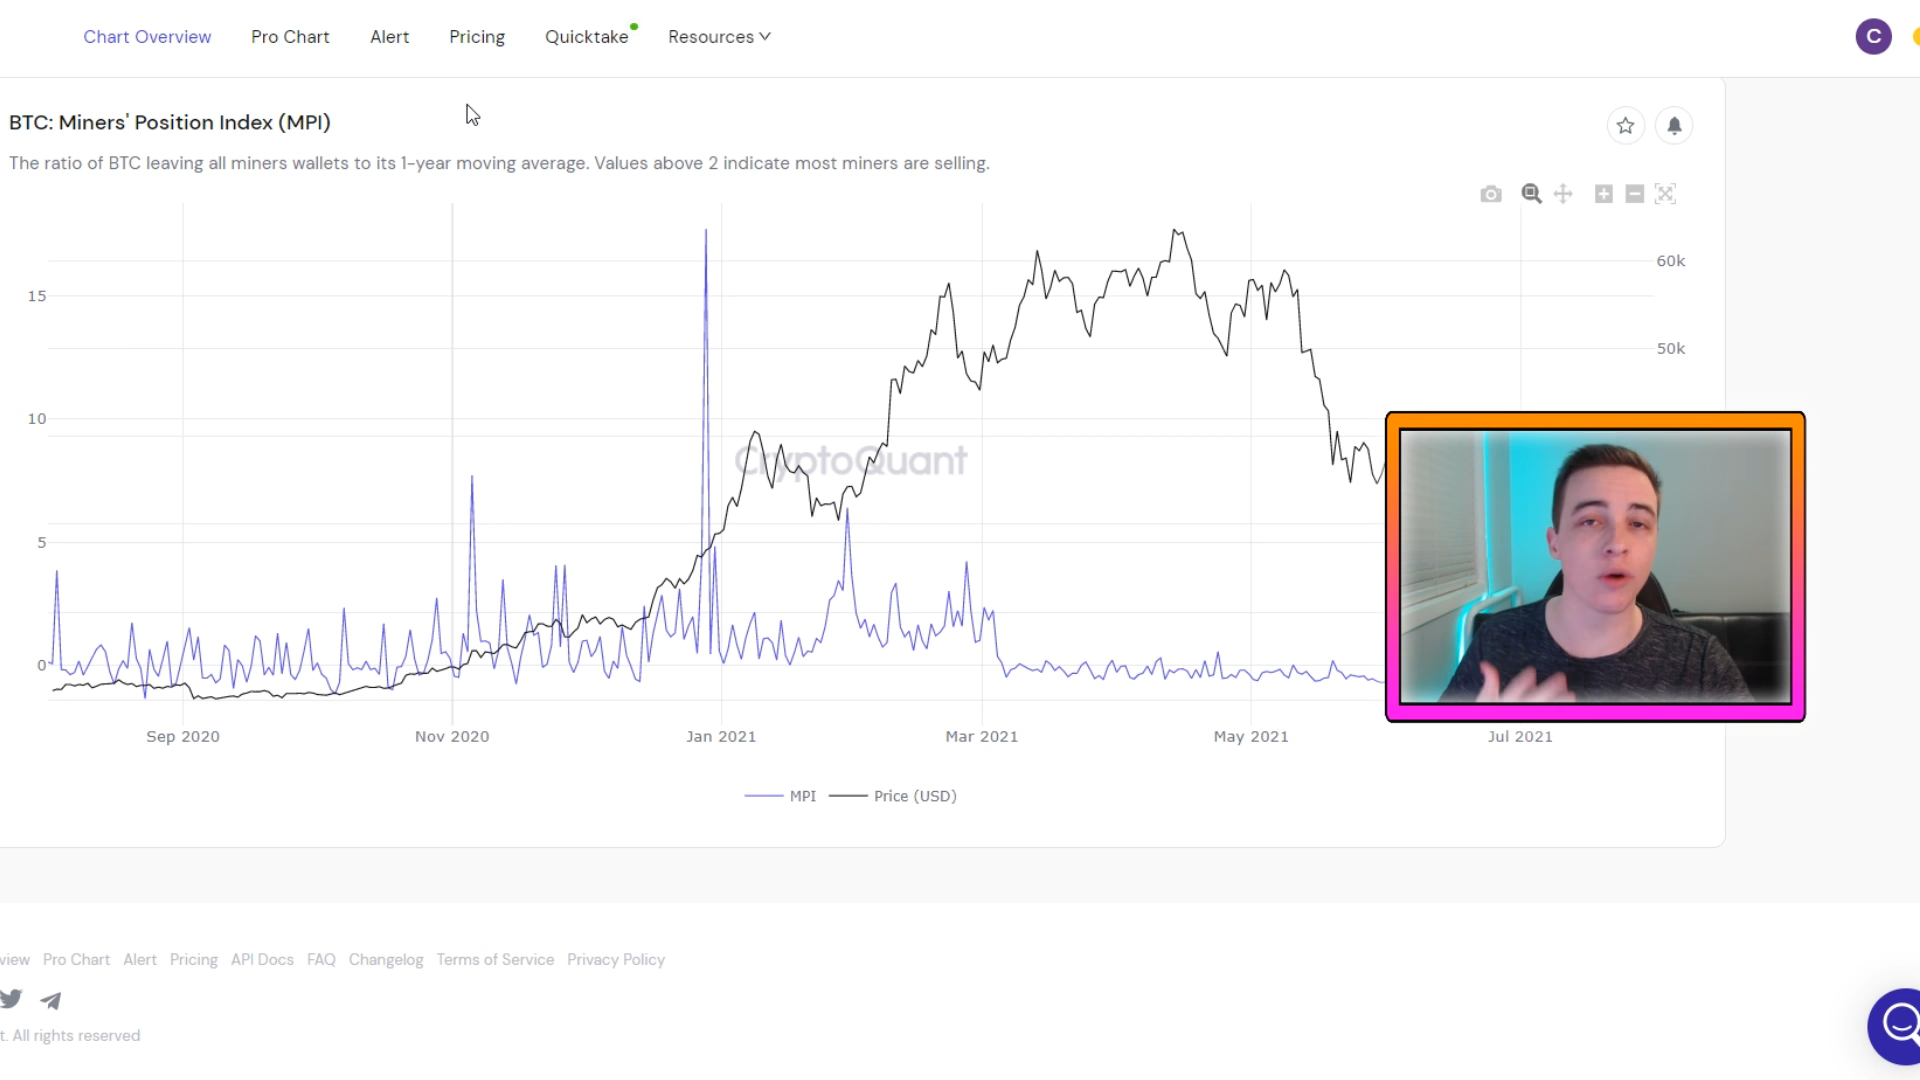 Chart Overview Pro Chart Alert Pricing Quicktake Resources
C
BTC: Miners' Position Index (MPI)
The ratio of BTC leaving all miners wallets to its 1-year moving average. Values above 2 indicate most miners are selling.
60k
15
50k
10
CryptoQuant
5
0
Sep 2020 Nov 2020 Jan 2021 Mar 2021 May 2021 Jul 2021
MPI Price (USD)
view Pro Chart Alert Pricing API Docs FAQ Changelog Terms of Service Privacy Policy
t. All rights reserved